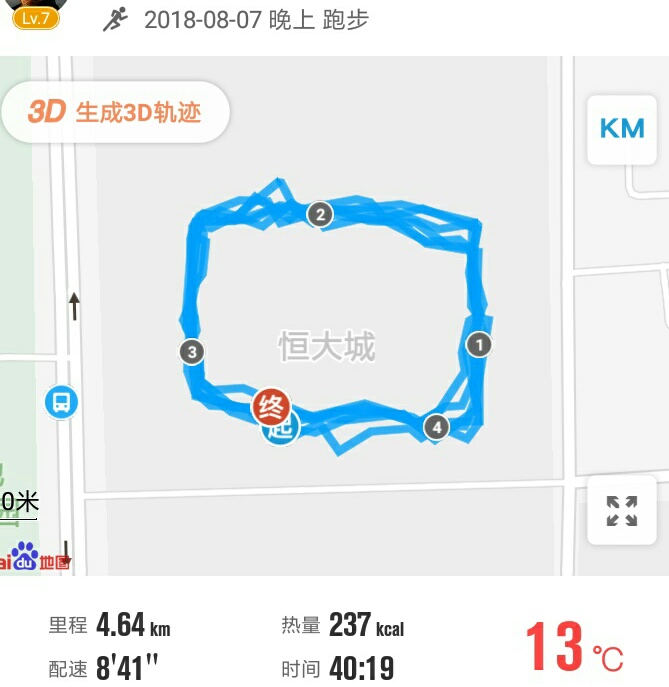 Lv.7
2018-08-07 晚上 跑步
3D 生成3D轨迹
KM
2
恒大城
1
3
终
起
4
0米
du 地图
里程 4.64 km
热量 237 kcal
13 ℃
配速 8'41"
时间 40:19